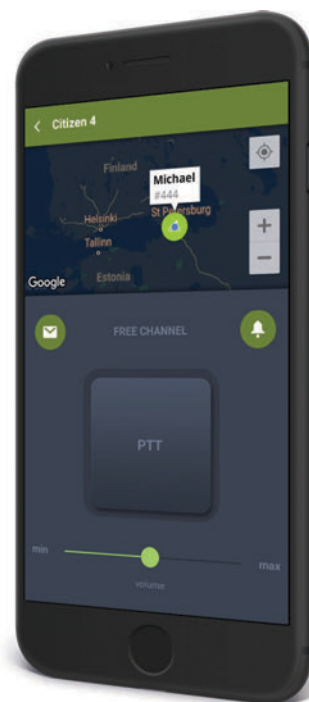 < Citizen 4
Finland
Michael
#444
St Petersburg
Helsinki
Tallinn
+
−
Google
Estonia
FREE CHANNEL
PTT
min
max
volume